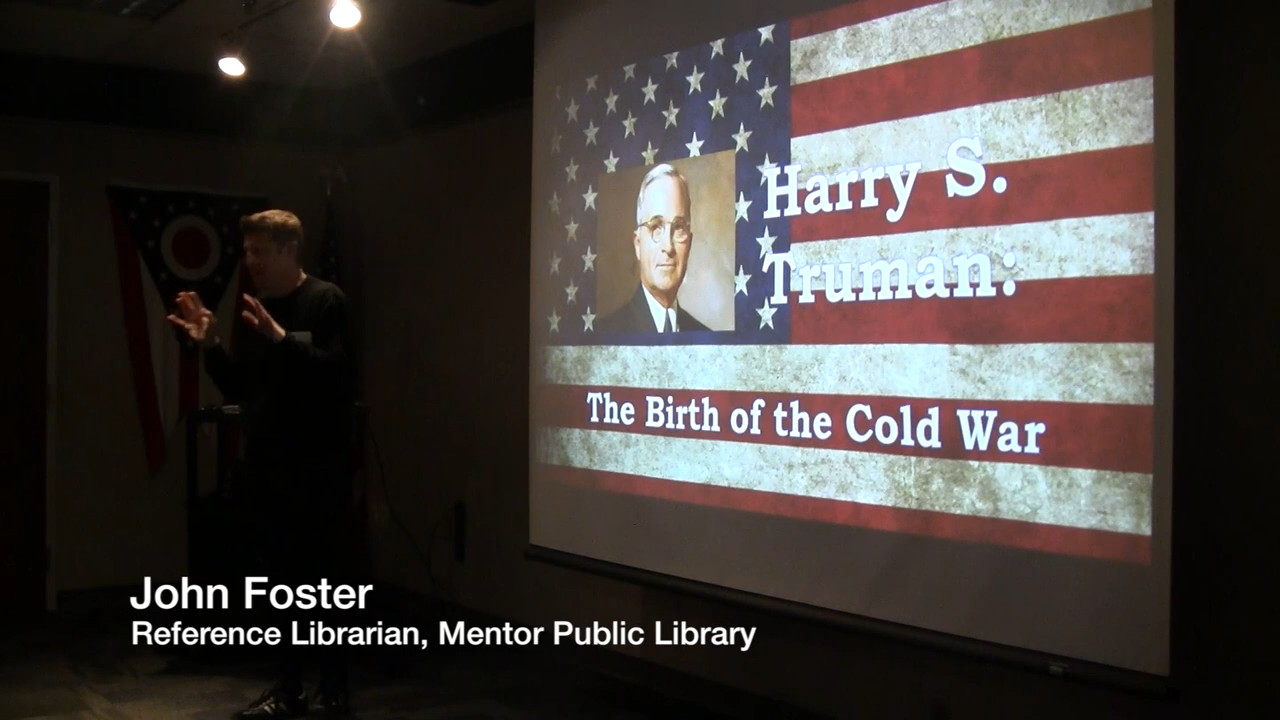 Harry S.
Truman:
The Birth of the Cold War
John Foster
Reference Librarian, Mentor Public Library